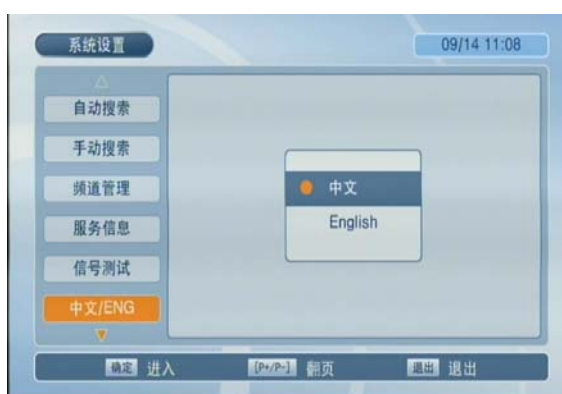 系统设置
09/14 11:08
自动搜索
手动搜索
频道管理
服务信息
信号测试
中文/ENG
中文
English
确定 进入
[P+/P-] 翻页
退出 退出